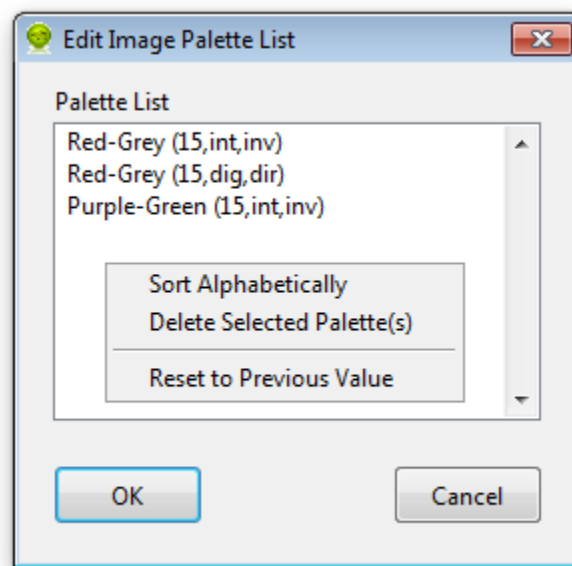 Edit Image Palette List
Palette List
Red-Grey (15,int,inv)
Red-Grey (15,dig,dir)
Purple-Green (15,int,inv)
Sort Alphabetically
Delete Selected Palette(s)
Reset to Previous Value
OK
Cancel